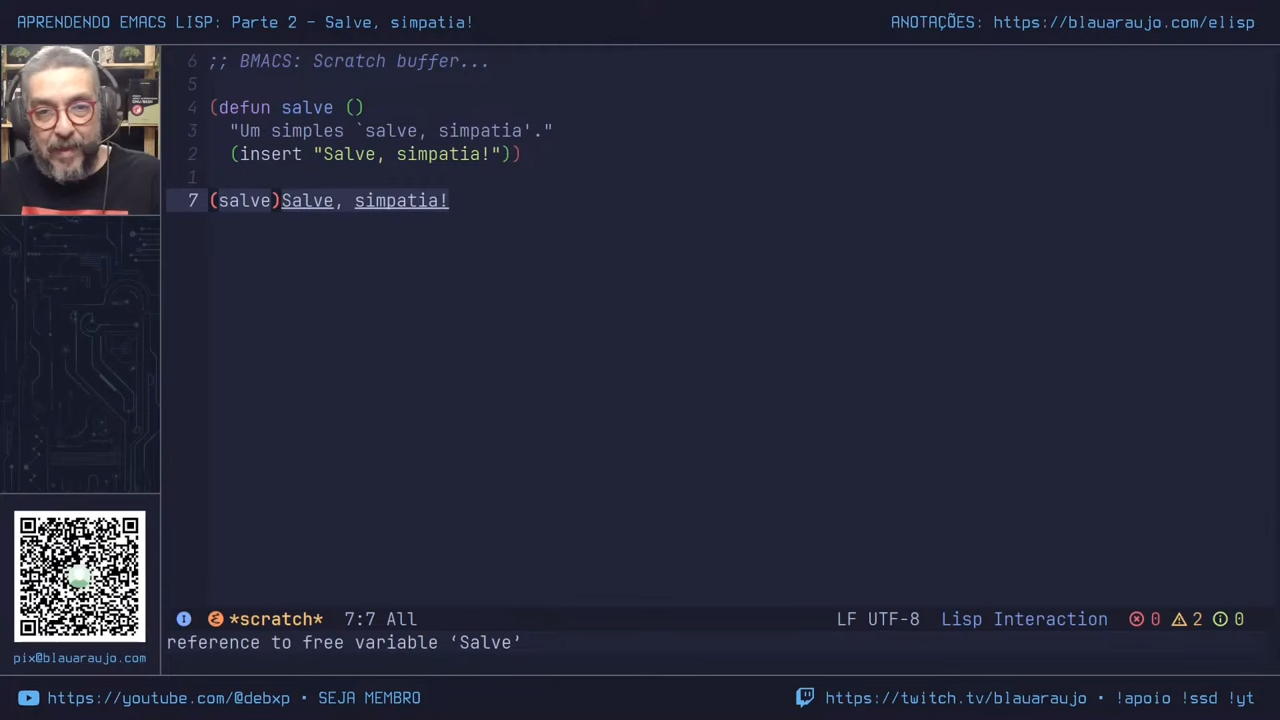 APRENDENDO EMACS LISP: Parte 2 - Salve, simpatia!
ANOTAÇÕES: https://blauaraujo.com/elisp
6 ;; BMACS: Scratch buffer...
5
4 (defun salve ()
3 "Um simples `salve, simpatia'."
2 (insert "Salve, simpatia!"))
1
7 (salve)Salve, simpatia!
*scratch* 7:7 All
LF UTF-8 Lisp Interaction 0 2 0
reference to free variable ‘Salve’
pix@blauaraujo.com
https://youtube.com/@debxp • SEJA MEMBRO
https://twitch.tv/blauaraujo • !apoio !ssd !yt